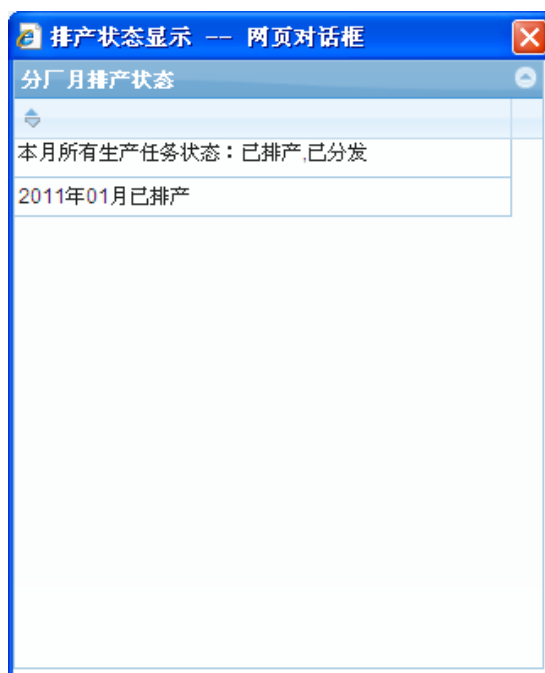 排产状态显示 -- 网页对话框
分厂月排产状态
本月所有生产任务状态：已排产,已分发
2011年01月已排产